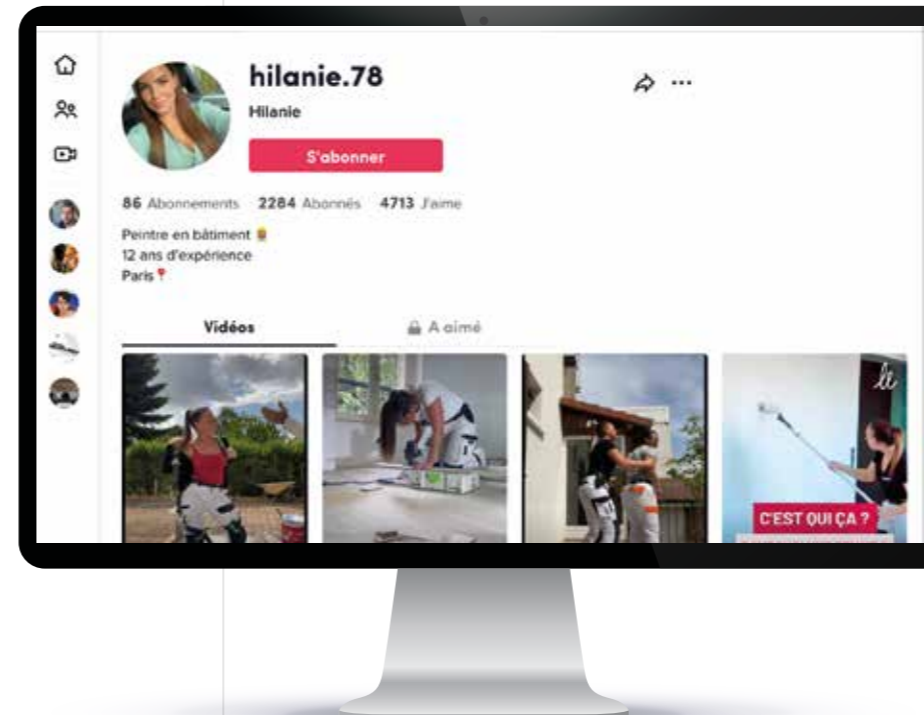 hilanie.78
Hilanie
S'abonner
86 Abonnements 2284 Abonnés 4713 J'aime
Peintre en bâtiment
12 ans d'expérience
Paris
Vidéos A aimé
C'EST QUI ÇA ?